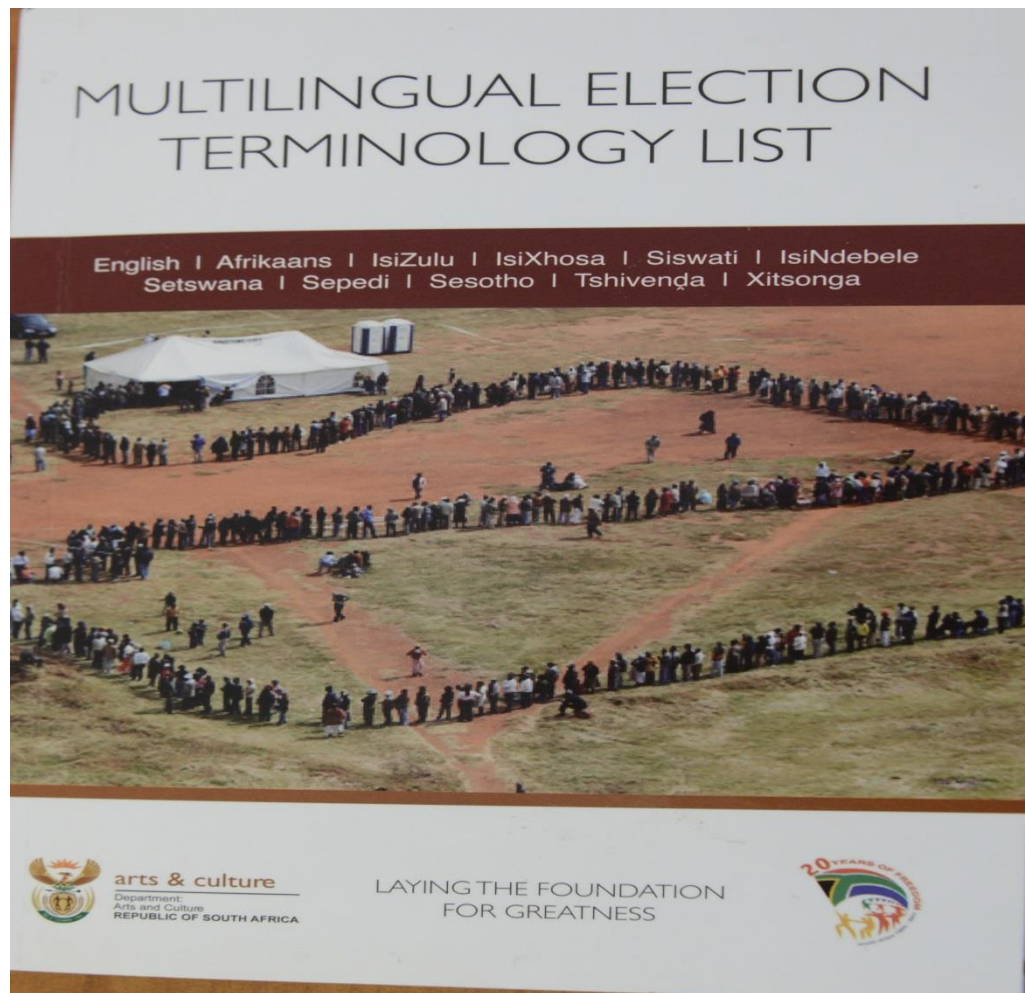 MULTILINGUAL ELECTION
TERMINOLOGY LIST
English | Afrikaans | IsiZulu | IsiXhosa | Siswati | IsiNdebele
Setswana | Sepedi | Sesotho | Tshivenḓa | Xitsonga
arts & culture
Department:
Arts and Culture
REPUBLIC OF SOUTH AFRICA
LAYING THE FOUNDATION
FOR GREATNESS
20 YEARS OF FREEDOM